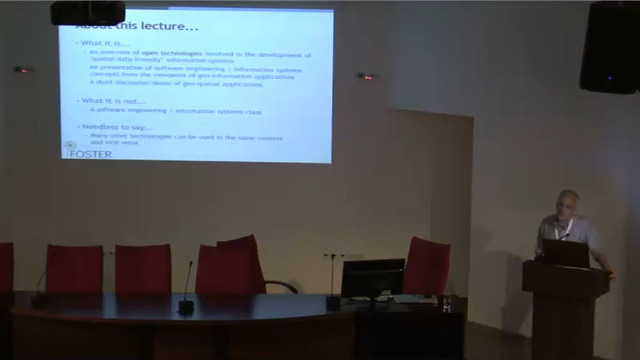 About this lecture...
- What it is...
- An overview of open technologies involved in the development of
'spatial-data friendly' information systems
- An presentation of software engineering / information systems
concepts from the viewpoint of geo-information applications
- A short discussion/demo of geo-spatial applications
- What it is not...
- A software engineering / information systems class
- Needless to say...
- Many other technologies can be used in the same context
and vice versa
FOSTER